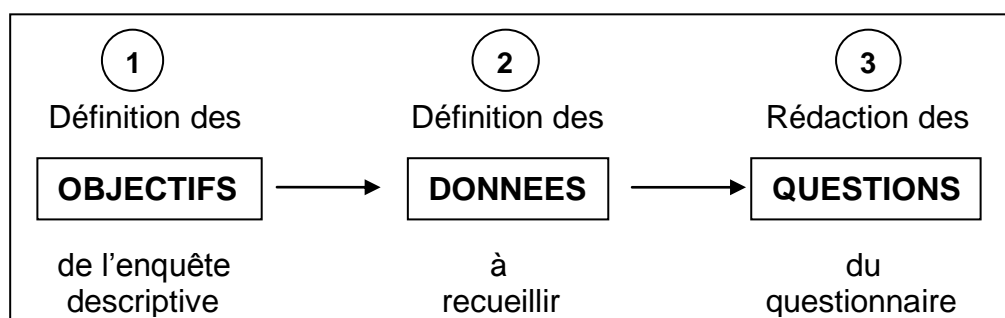 1
Définition des
OBJECTIFS
de l’enquête
descriptive
2
Définition des
DONNEES
à
recueillir
3
Rédaction des
QUESTIONS
du
questionnaire